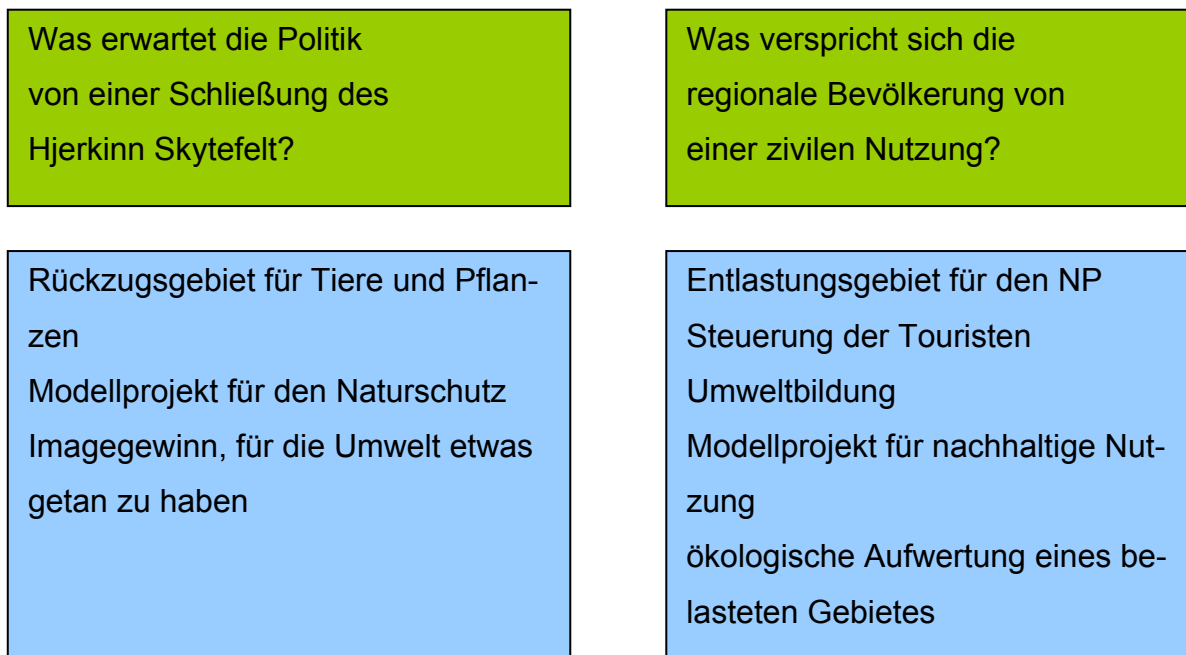 Was erwartet die Politik
von einer Schließung des
Hjerkinn Skytefelt?
Was verspricht sich die
regionale Bevölkerung von
einer zivilen Nutzung?
Rückzugsgebiet für Tiere und Pflan-
zen
Modellprojekt für den Naturschutz
Imagegewinn, für die Umwelt etwas
getan zu haben
Entlastungsgebiet für den NP
Steuerung der Touristen
Umweltbildung
Modellprojekt für nachhaltige Nut-
zung
ökologische Aufwertung eines be-
lasteten Gebietes